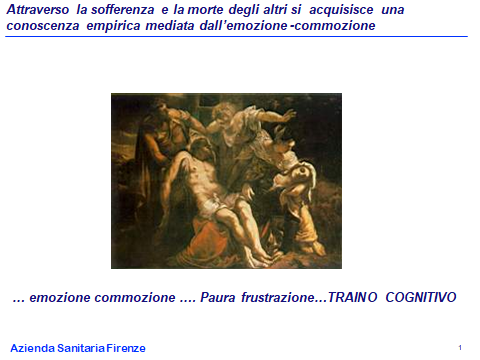 Attraverso la sofferenza e la morte degli altri si acquisisce una
conoscenza empirica mediata dall'emozione -commozione
... emozione commozione .... Paura frustrazione...TRAINO COGNITIVO
Azienda Sanitaria Firenze
1